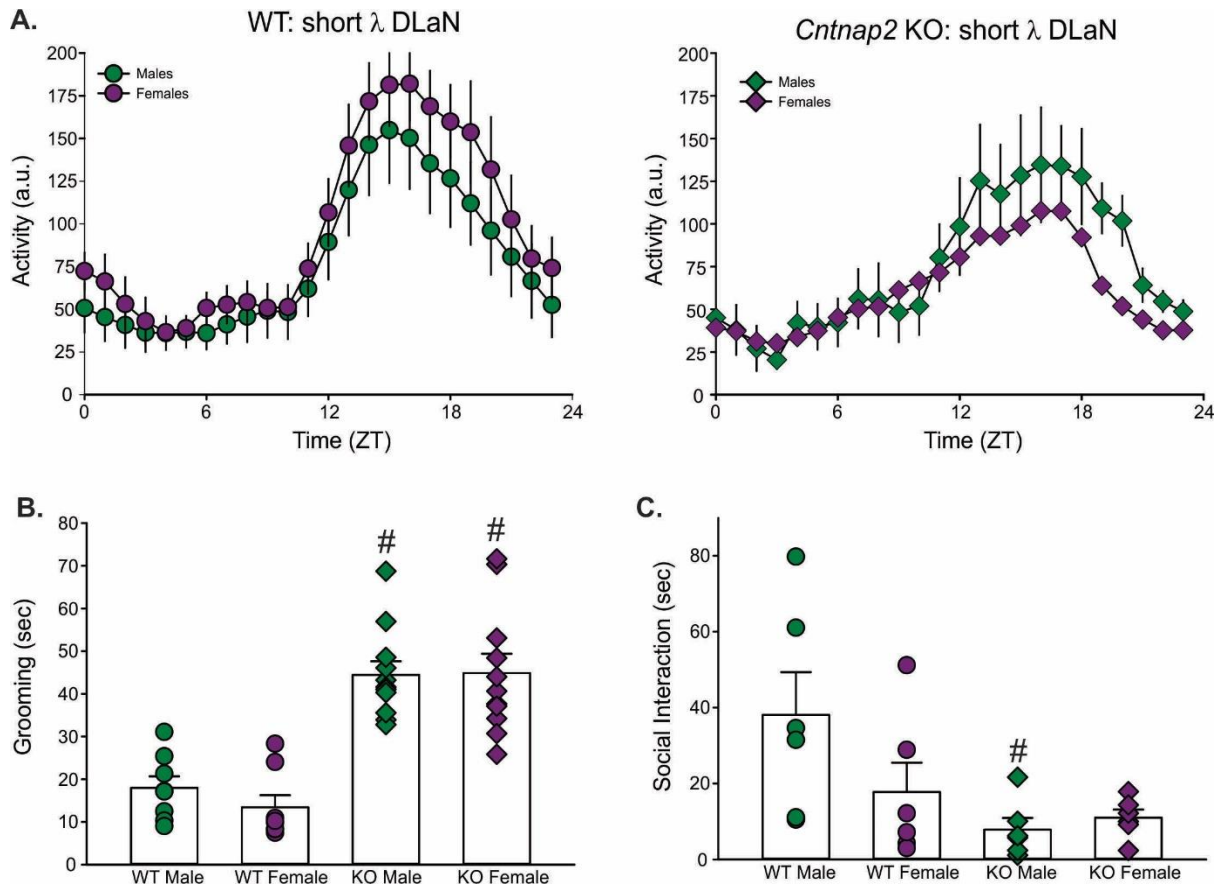 A.
WT: short λ DLaN
Cntnap2 KO: short λ DLaN
200
175
150
125
100
75
50
25
0
Males
Females
Activity (a.u.)
0 6 12 18 24
Time (ZT)
200
175
150
125
100
75
50
25
0
Males
Females
Activity (a.u.)
0 6 12 18 24
Time (ZT)
B.
80
70
60
50
40
30
20
10
0
Grooming (sec)
# #
WT Male WT Female KO Male KO Female
C.
80
60
40
20
0
Social Interaction (sec)
#
WT Male WT Female KO Male KO Female